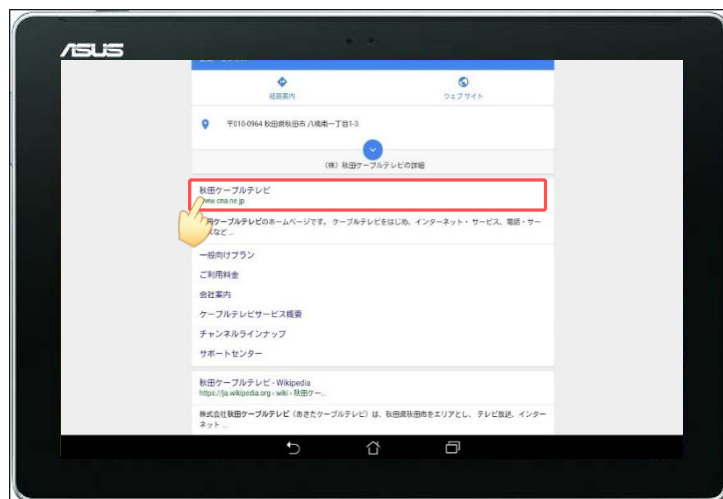 ASUS
経路案内
ウェブサイト
〒010-0964 秋田県秋田市八橋南一丁目1-3
（株）秋田ケーブルテレビの詳細
秋田ケーブルテレビ
www.cna.ne.jp
ケーブルテレビのホームページです。 ケーブルテレビをはじめ、インターネット・サービス、電話・サー
など ...
一般向けプラン
ご利用料金
会社案内
ケーブルテレビサービス概要
チャンネルラインナップ
サポートセンター
秋田ケーブルテレビ - Wikipedia
https://ja.wikipedia.org › wiki › 秋田ケー...
株式会社秋田ケーブルテレビ（あきたケーブルテレビ）は、秋田県秋田市をエリアとし、テレビ放送、インター
ネット ...